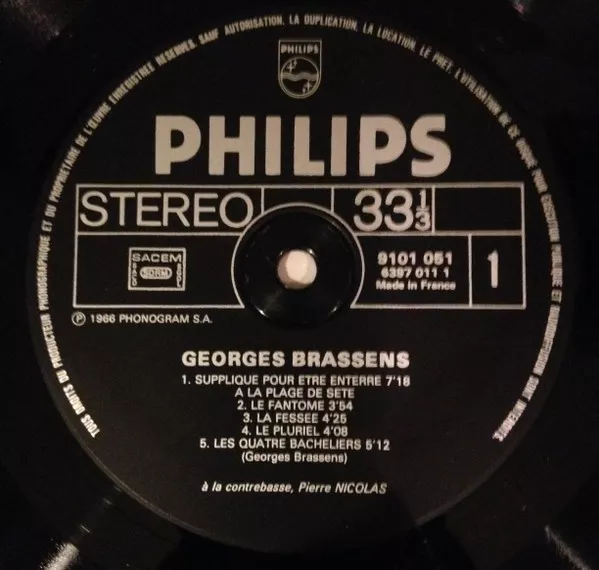 TOUS DROITS DU PRODUCTEUR PHONOGRAPHIQUE ET DU PROPRIETAIRE DE L'ŒUVRE ENREGISTREE RESERVES. SAUF AUTORISATION, LA DUPLICATION, LA LOCATION, LE PRET, L'UTILISATION DE CE DISQUE POUR EXECUTION PUBLIQUE ET RADIODIFFUSION SONT INTERDITS.
PHILIPS
PHILIPS
STEREO
33 1/3
SACEM
SDRM
9101 051
6397 011 1
Made in France
1
Ⓟ 1966 PHONOGRAM S.A.
GEORGES BRASSENS
1. SUPPLIQUE POUR ETRE ENTERRE 7'18
A LA PLAGE DE SETE
2. LE FANTOME 3'54
3. LA FESSEE 4'25
4. LE PLURIEL 4'08
5. LES QUATRE BACHELIERS 5'12
(Georges Brassens)
à la contrebasse, Pierre NICOLAS